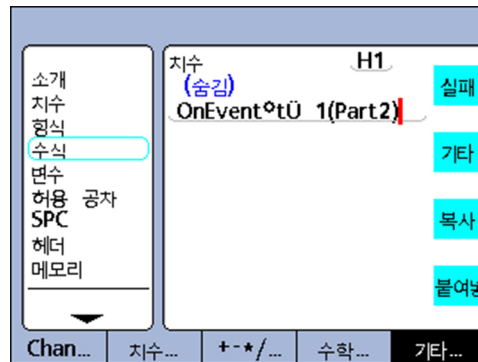 소개
치수
형식
수식
변수
허용 공차
SPC
헤더
메모리
치수 H1
(숨김)
OnEventºtÜ 1(Part2)
실패
기타
복사
Chan... 치수... +-*/... 수학... 기타...